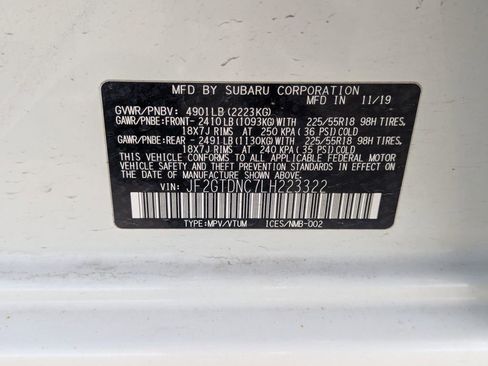 MFD BY SUBARU CORPORATION
MFD IN 11/19
GVWR/PNBV: 4901LB(2223KG)
GAWR/PNBE:FRONT- 2410LB(1093KG)WITH 225/55R18 98H TIRES,
18X7J RIMS AT 250 KPA(36 PSI)COLD
GAWR/PNBE:REAR - 2491LB(1130KG)WITH 225/55R18 98H TIRES,
18X7J RIMS AT 240 KPA(35 PSI)COLD
THIS VEHICLE CONFORMS TO ALL APPLICABLE FEDERAL
MOTOR VEHICLE SAFETY, BUMPER, AND
THEFT PREVENTION STANDARDS IN EFFECT ON
THE DATE OF MANUFACTURE SHOWN ABOVE.
VIN: JF2GTDNC7LH223322
TYPE:MPV/VTUM ICES/NMB-002